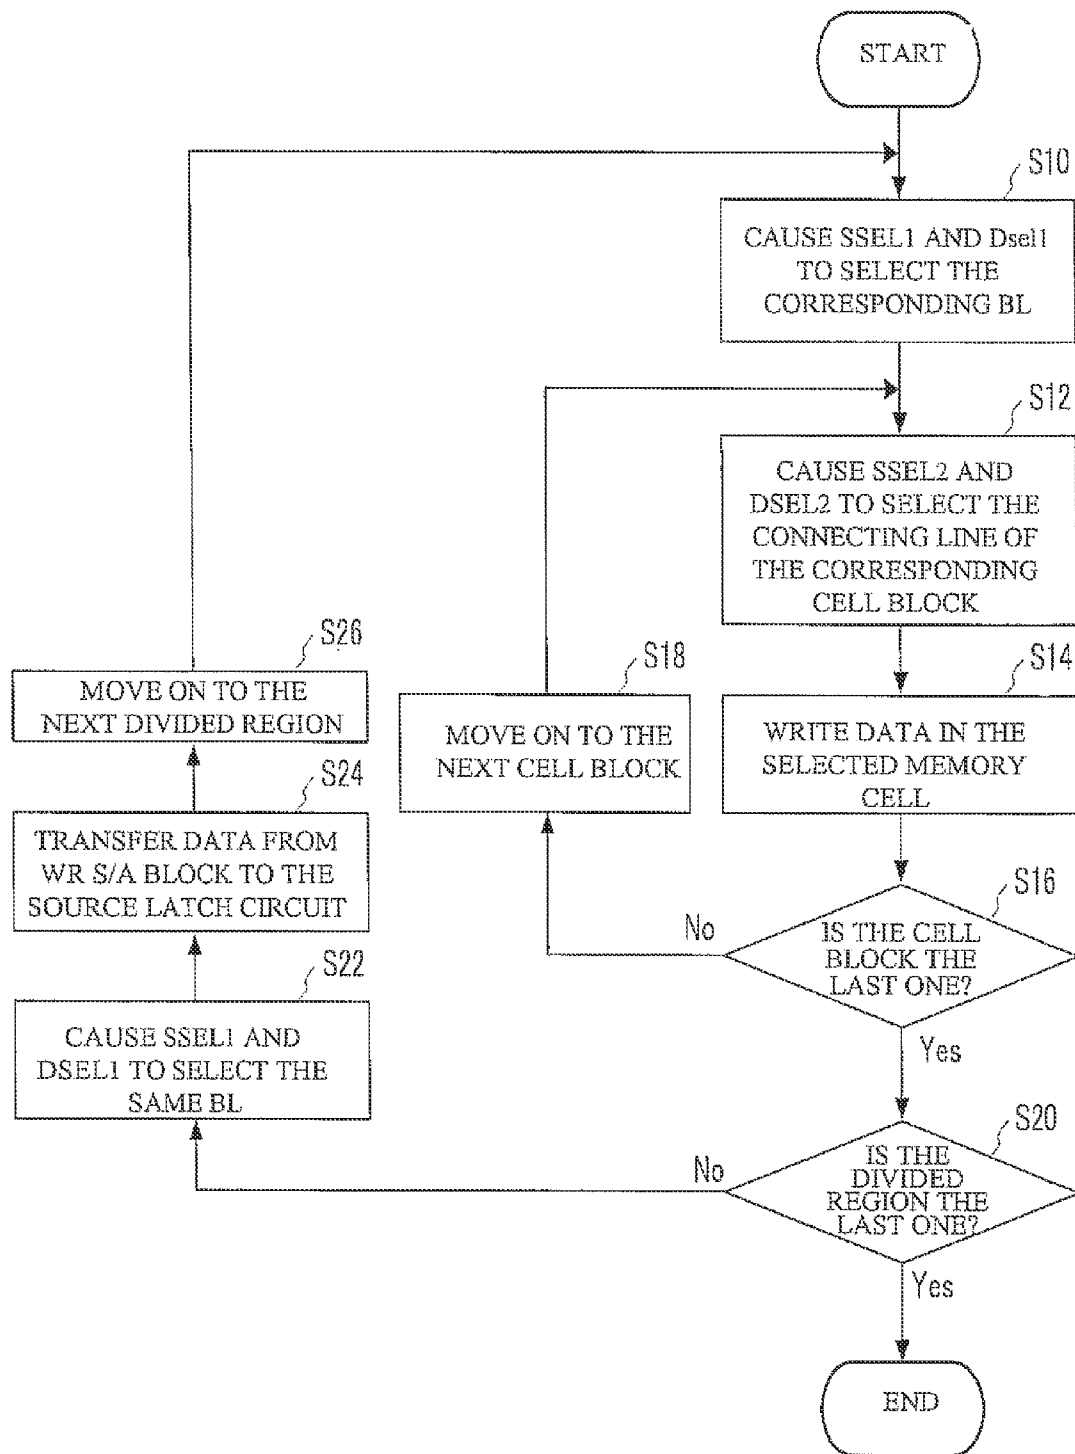 START
S10
CAUSE SSEL1 AND Dsel1
TO SELECT THE
CORRESPONDING BL
S12
CAUSE SSEL2 AND
DSEL2 TO SELECT THE
CONNECTING LINE OF
THE CORRESPONDING
CELL BLOCK
S14
WRITE DATA IN THE
SELECTED MEMORY
CELL
S16
IS THE CELL
BLOCK THE
LAST ONE?
No
Yes
S18
MOVE ON TO THE
NEXT CELL BLOCK
S20
IS THE
DIVIDED
REGION THE
LAST ONE?
No
Yes
S22
CAUSE SSEL1 AND
DSEL1 TO SELECT THE
SAME BL
S24
TRANSFER DATA FROM
WR S/A BLOCK TO THE
SOURCE LATCH CIRCUIT
S26
MOVE ON TO THE
NEXT DIVIDED REGION
END